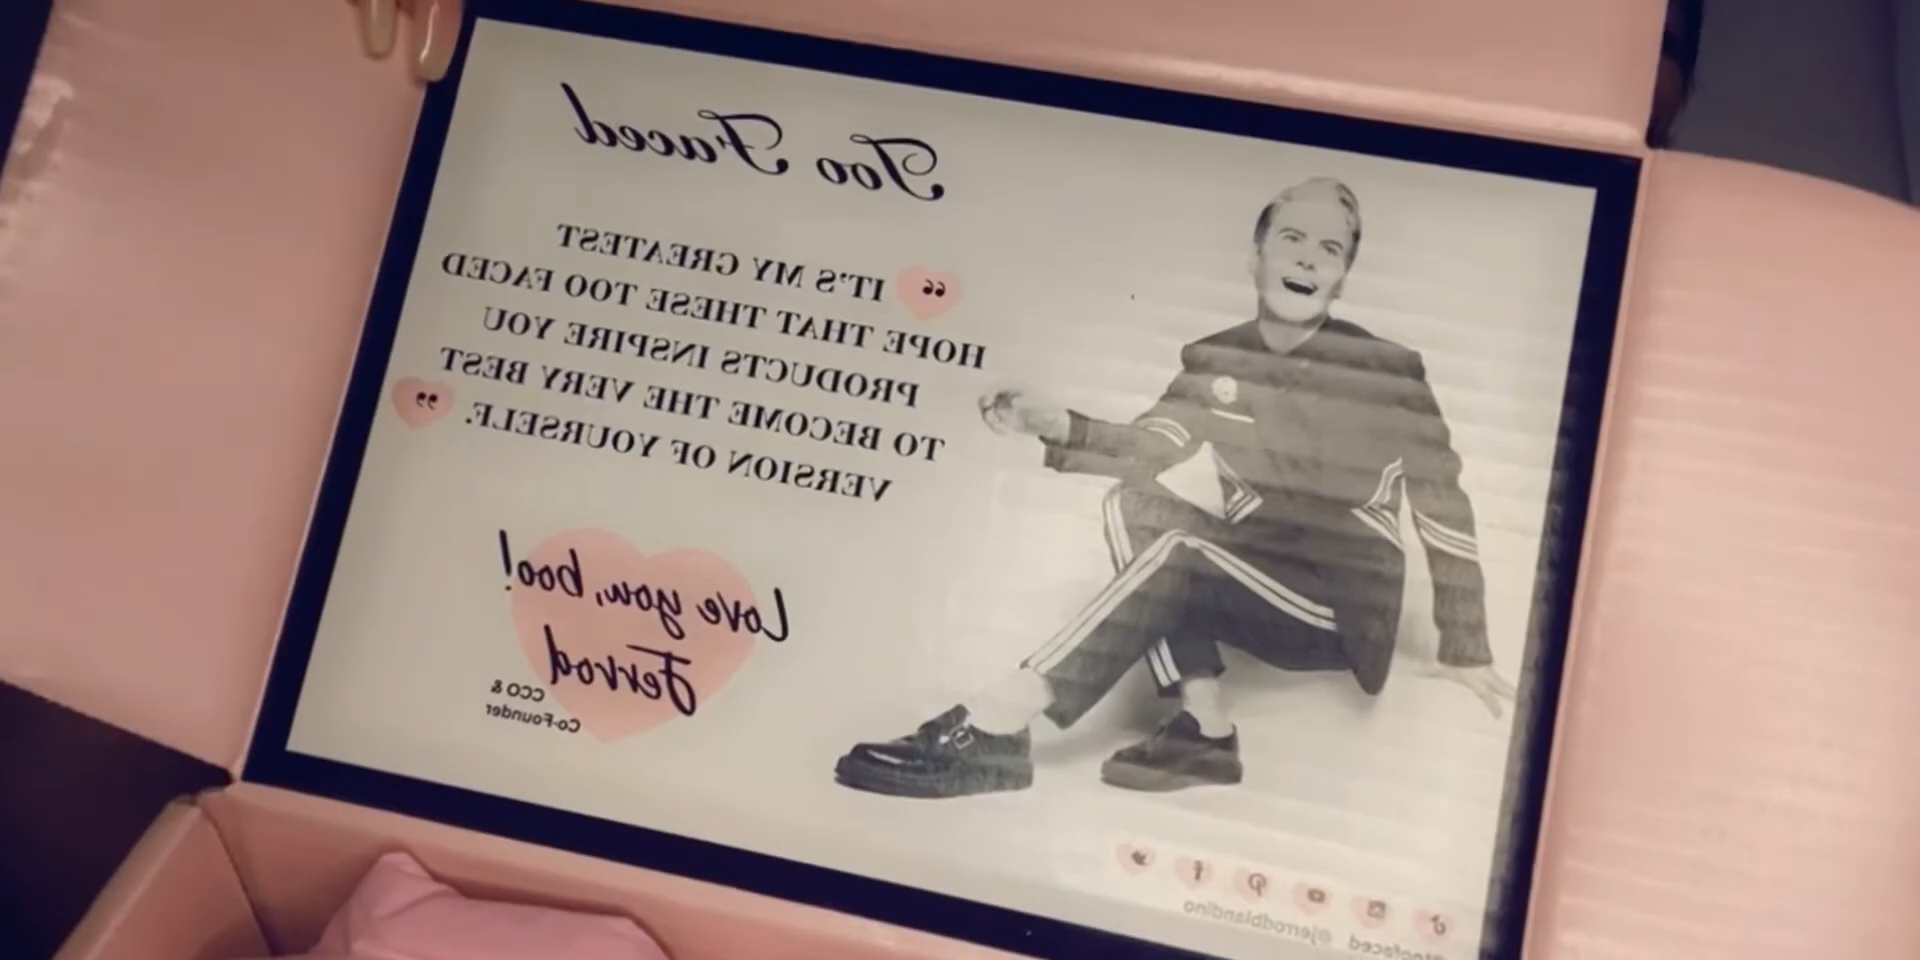 Too Faced
“ IT'S MY GREATEST
HOPE THAT THESE TOO FACED
PRODUCTS INSPIRE YOU
TO BECOME THE VERY BEST
VERSION OF YOURSELF. ”
Love you, boo!
Jerrod
CCO &
Co-Founder
@toofaced @jerrodblandino